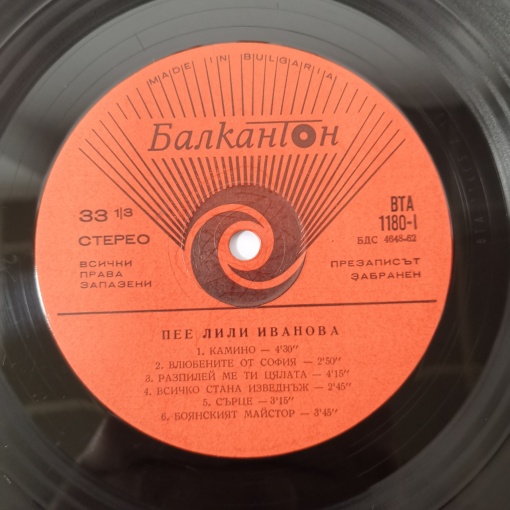 MADE IN BULGARIA
Балкантон
33 1/3
СТЕРЕО
ВСИЧКИ
ПРАВА
ЗАПАЗЕНИ
ВТА
1180-I
БДС 4648-62
ПРЕЗАПИСЪТ
ЗАБРАНЕН
ПЕЕ ЛИЛИ ИВАНОВА
1. КАМИНО — 4'30"
2. ВЛЮБЕНИТЕ ОТ СОФИЯ — 2'50"
3. РАЗПИЛЕЙ МЕ ТИ ЦЯЛАТА — 4'15"
4. ВСИЧКО СТАНА ИЗВЕДНЪЖ — 2'45"
5. СЪРЦЕ — 3'15"
6. БОЯНСКИЯТ МАЙСТОР — 3'45"